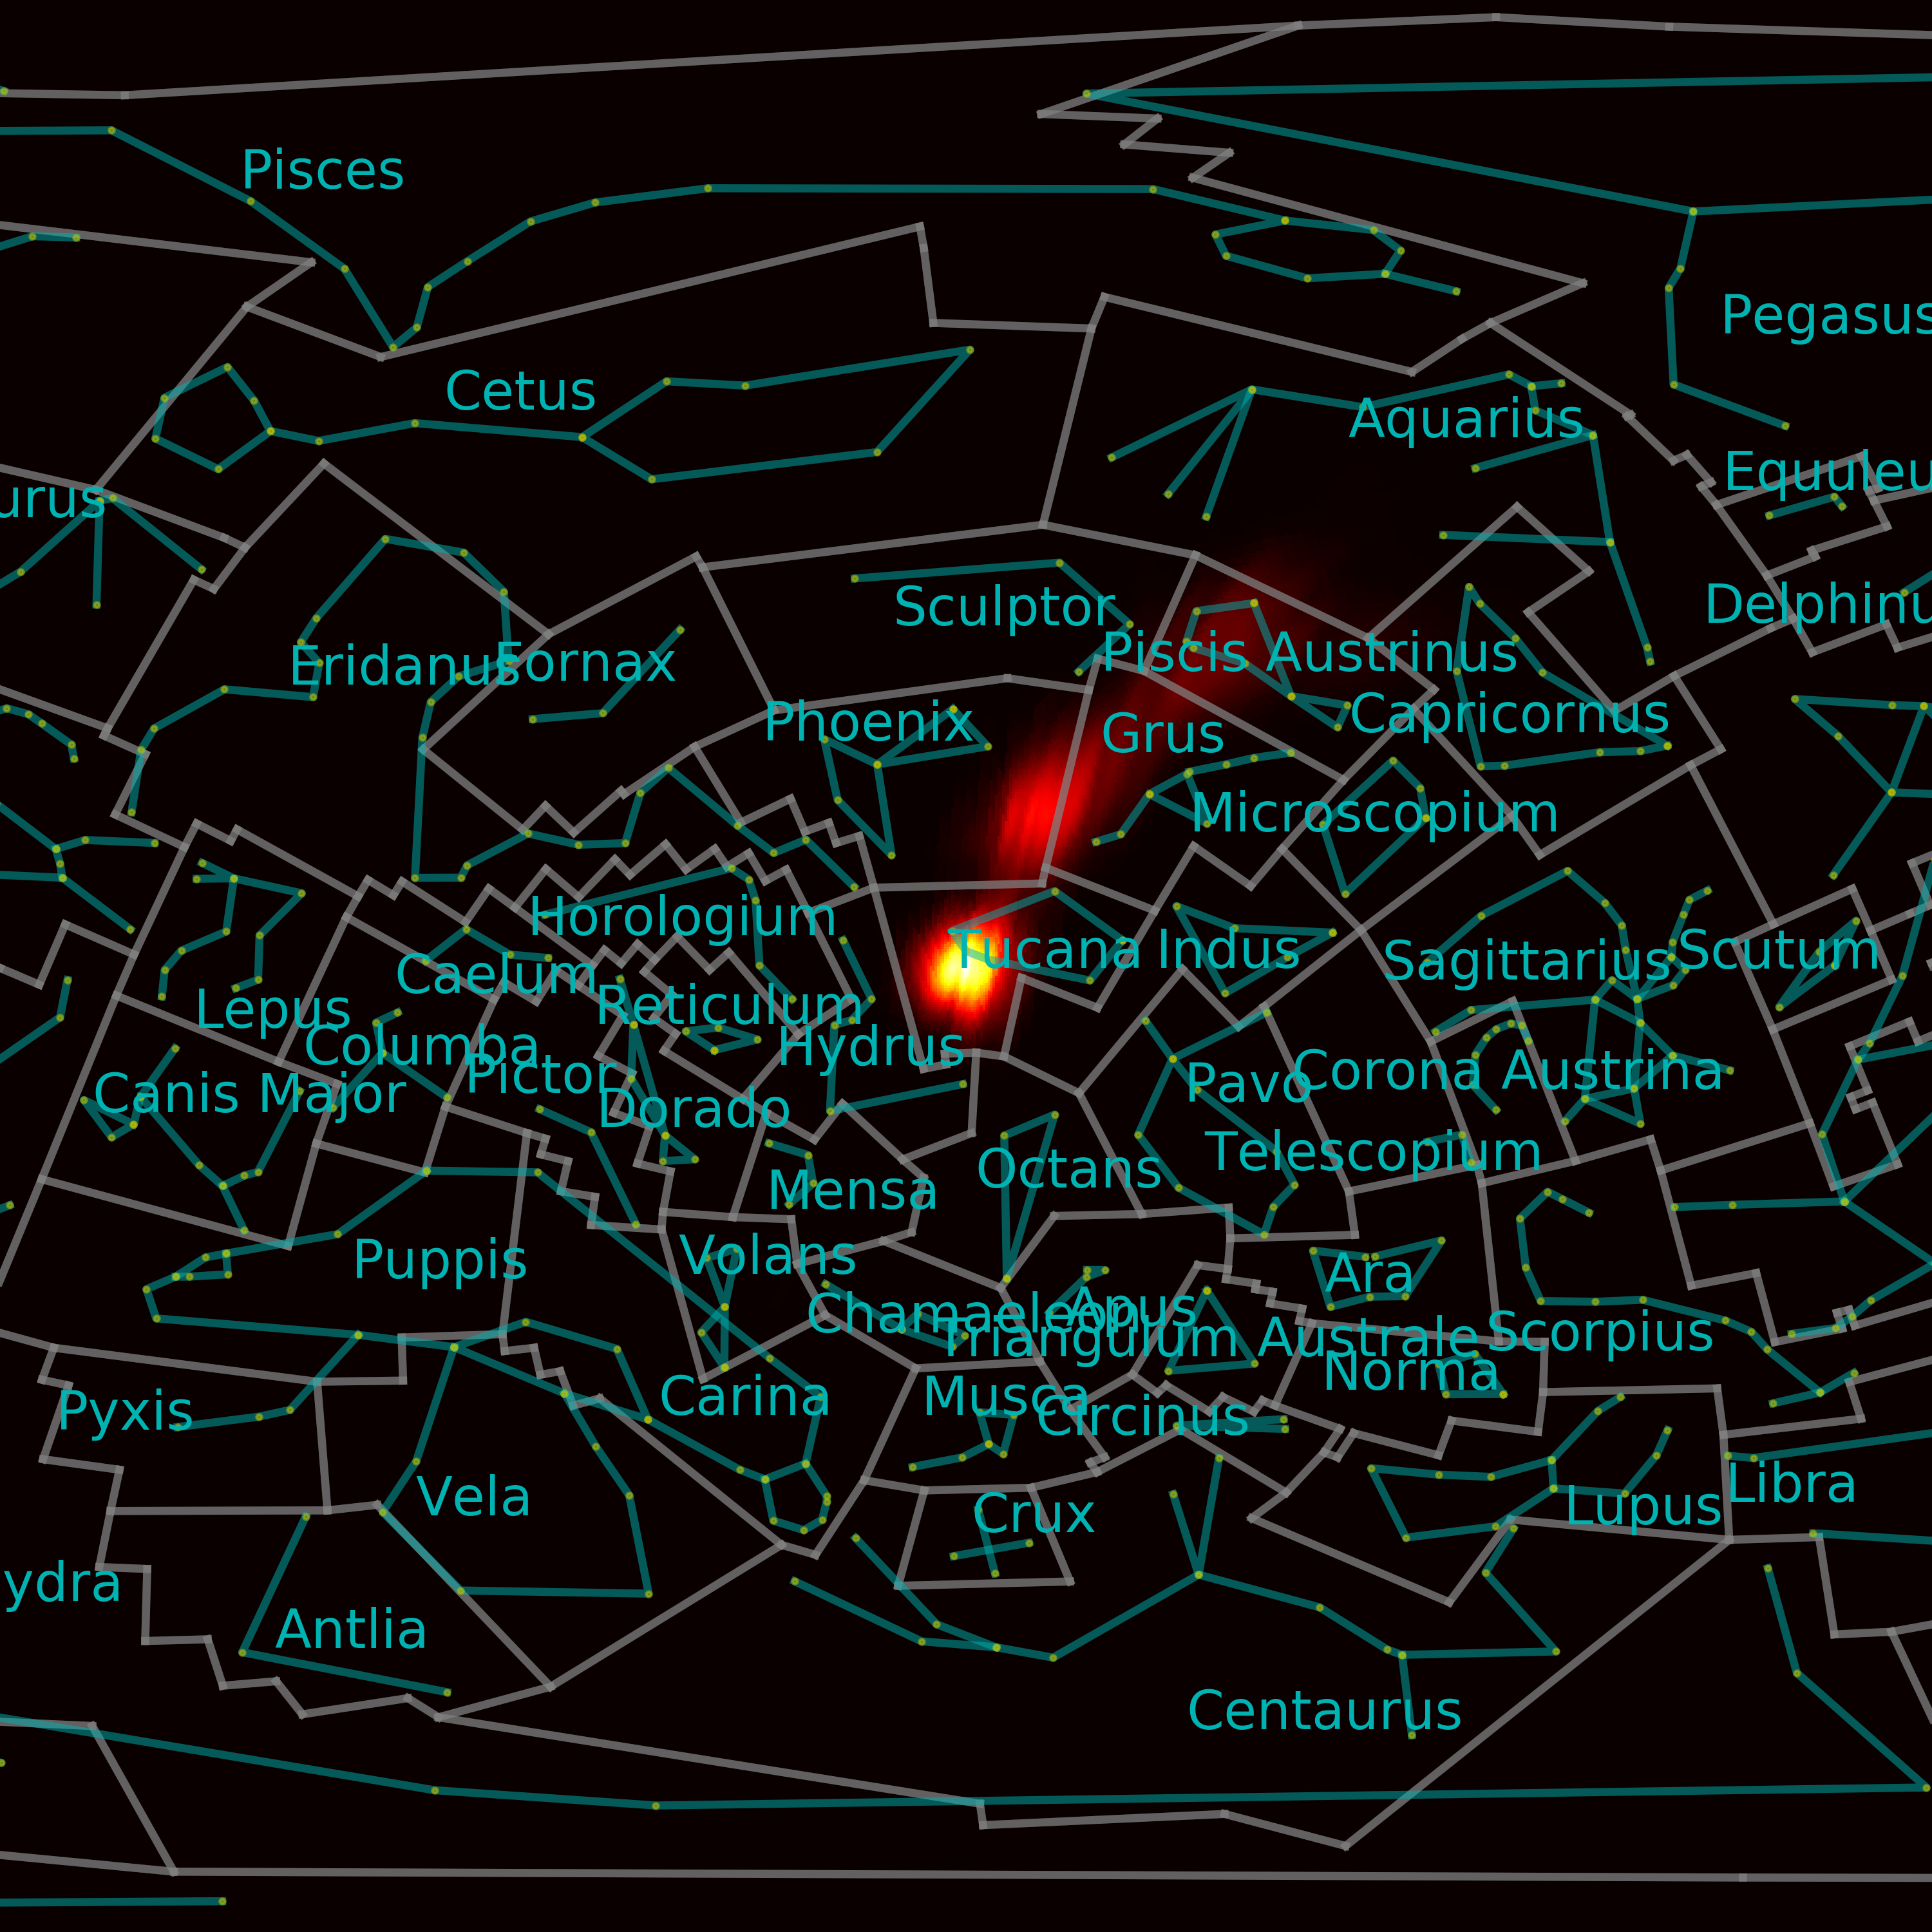 Pisces
Pegasus
Cetus
Aquarius
Equuleu
urus
Sculptor
Delphinu
Eridanus
Fornax
Piscis Austrinus
Phoenix
Grus
Capricornus
Microscopium
Horologium
Tucana
Indus
Sagittarius
Scutum
Caelum
Lepus
Reticulum
Columba
Hydrus
Pictor
Canis Major
Dorado
Pavo
Corona Austrina
Telescopium
Octans
Mensa
Puppis
Volans
Ara
Chamaeleon
Apus
Triangulum Australe
Scorpius
Norma
Pyxis
Carina
Musca
Circinus
Vela
Crux
Lupus
Libra
ydra
Antlia
Centaurus